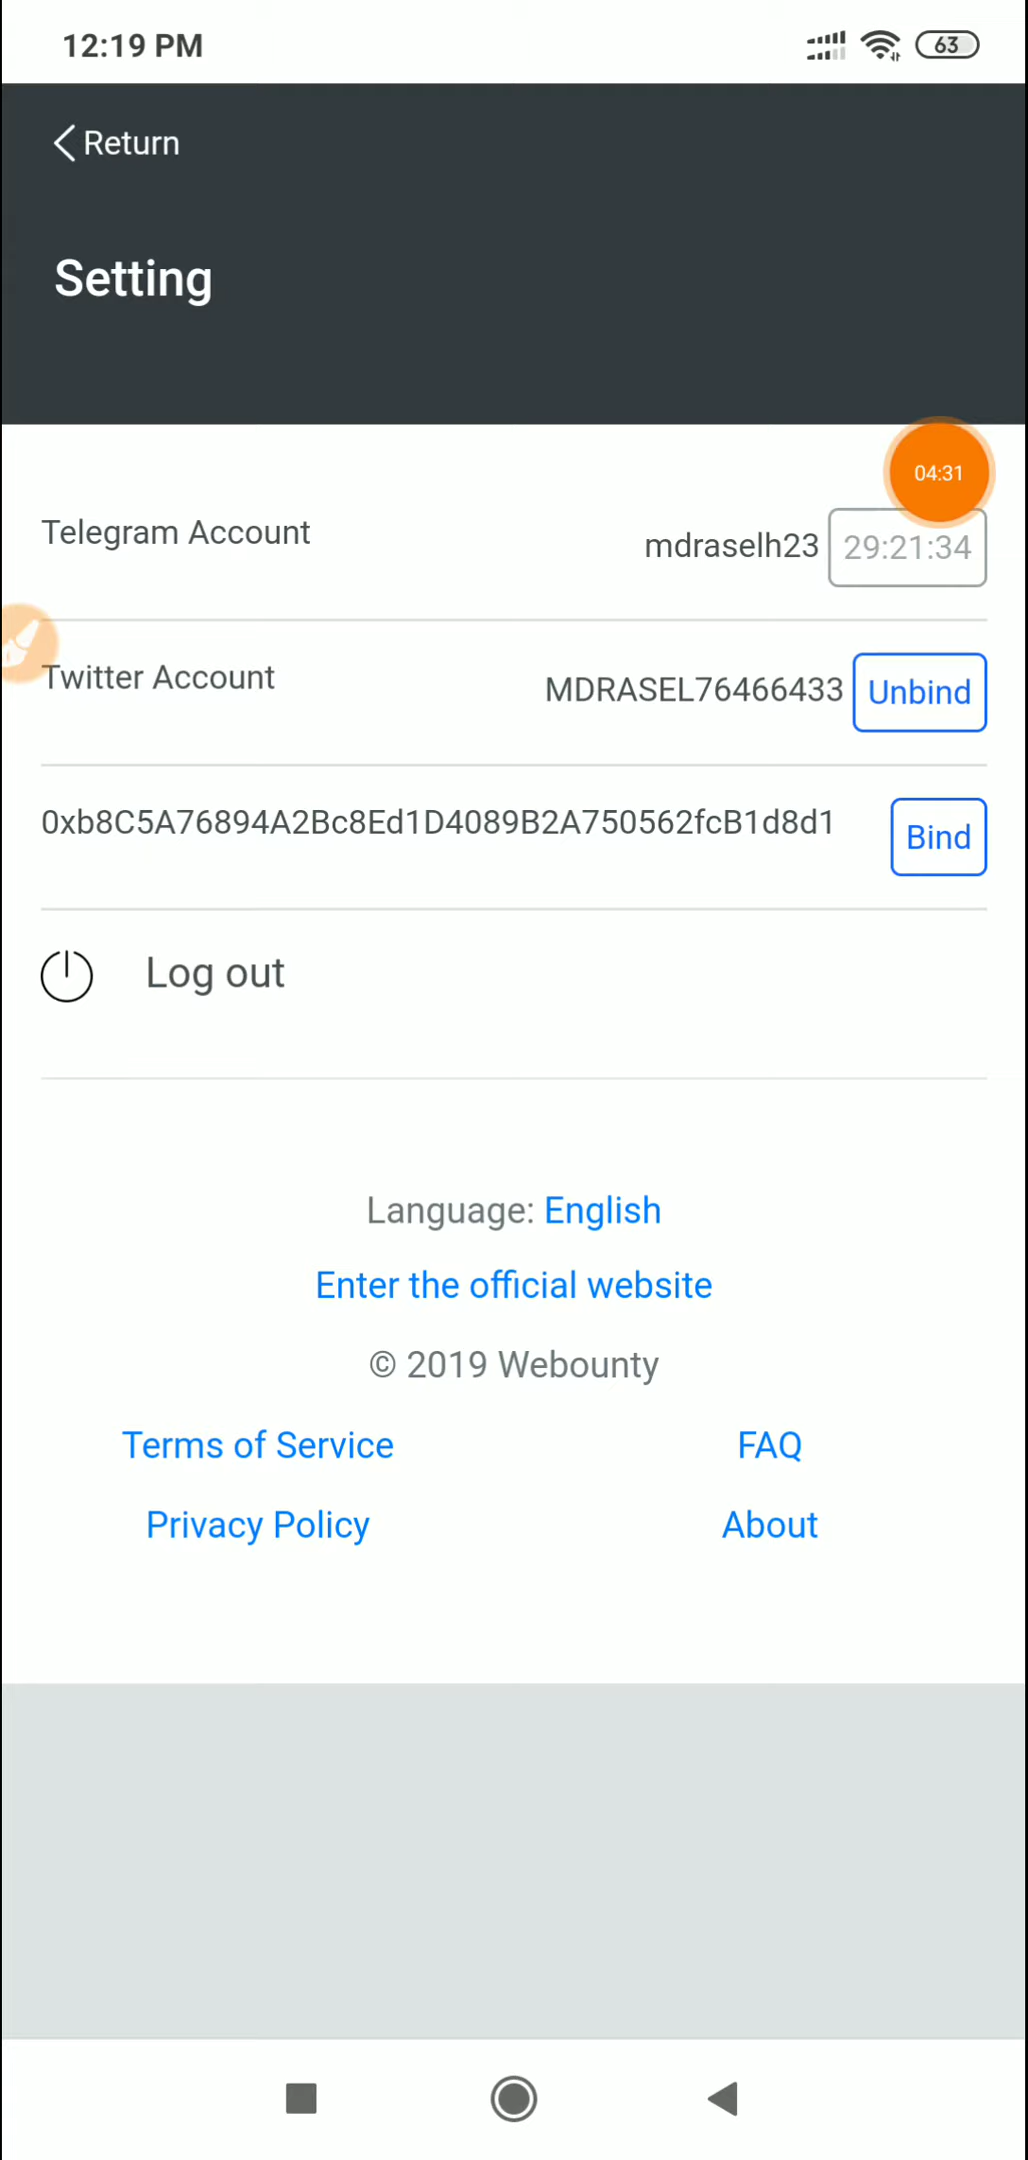 12:19 PM
63
Return
Setting
04:31
Telegram Account
mdraselh23
29:21:34
Twitter Account
MDRASEL76466433
Unbind
0xb8C5A76894A2Bc8Ed1D4089B2A750562fcB1d8d1
Bind
Log out
Language: English
Enter the official website
© 2019 Webounty
Terms of Service
FAQ
Privacy Policy
About